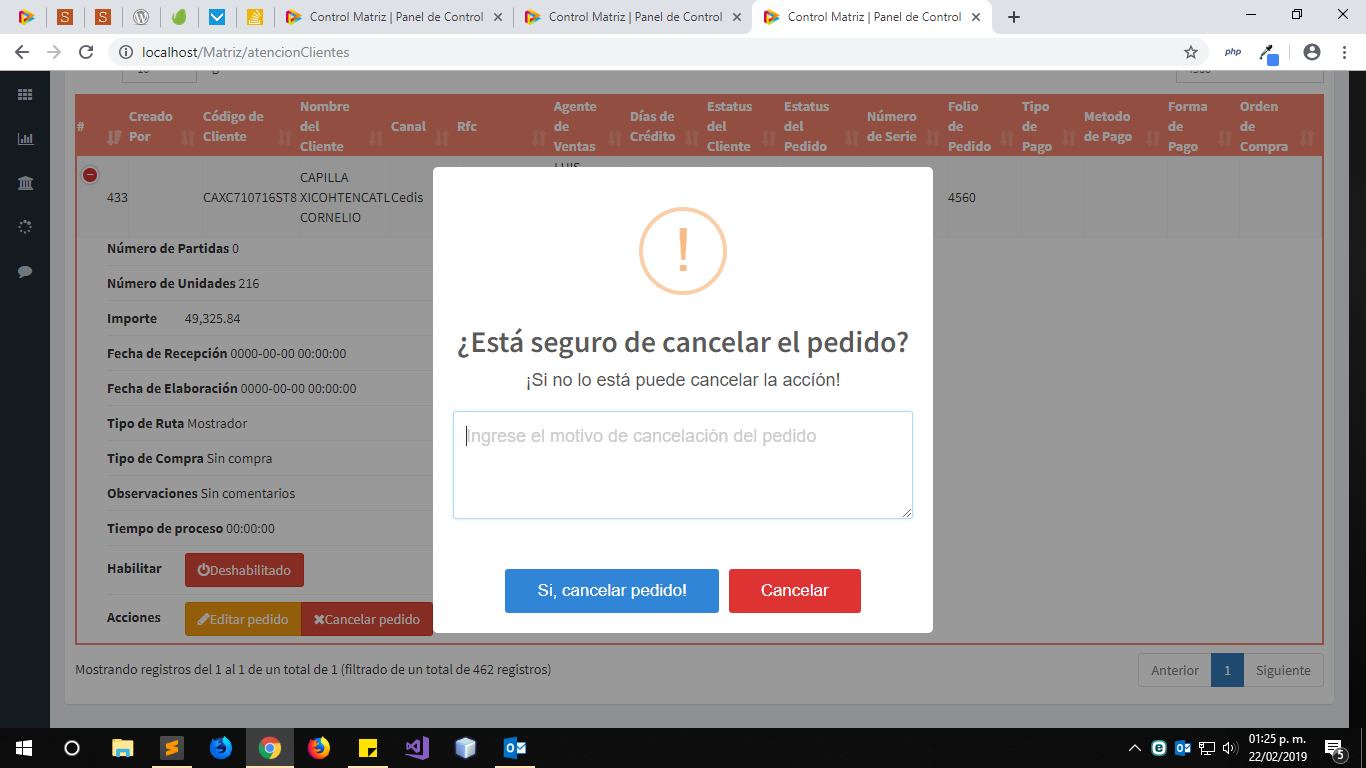 Control Matriz | Panel de Control
Control Matriz | Panel de Control
Control Matriz | Panel de Control
localhost/Matriz/atencionClientes
php
# Creado Por Código de Cliente Nombre del Cliente Canal Rfc Agente de Ventas Días de Crédito Estatus del Cliente Estatus del Pedido Número de Serie Folio de Pedido Tipo de Pago Metodo de Pago Forma de Pago Orden de Compra
433 CAXC710716ST8 CAPILLA XICOHTENCATL CORNELIO Cedis LUIS 4560
Número de Partidas 0
Número de Unidades 216
Importe 49,325.84
Fecha de Recepción 0000-00-00 00:00:00
Fecha de Elaboración 0000-00-00 00:00:00
Tipo de Ruta Mostrador
Tipo de Compra Sin compra
Observaciones Sin comentarios
Tiempo de proceso 00:00:00
Habilitar Deshabilitado
Acciones Editar pedido Cancelar pedido
!
¿Está seguro de cancelar el pedido?
¡Si no lo está puede cancelar la accíón!
Ingrese el motivo de cancelación del pedido
Si, cancelar pedido!
Cancelar
Mostrando registros del 1 al 1 de un total de 1 (filtrado de un total de 462 registros)
Anterior 1 Siguiente
01:25 p. m.
22/02/2019
5